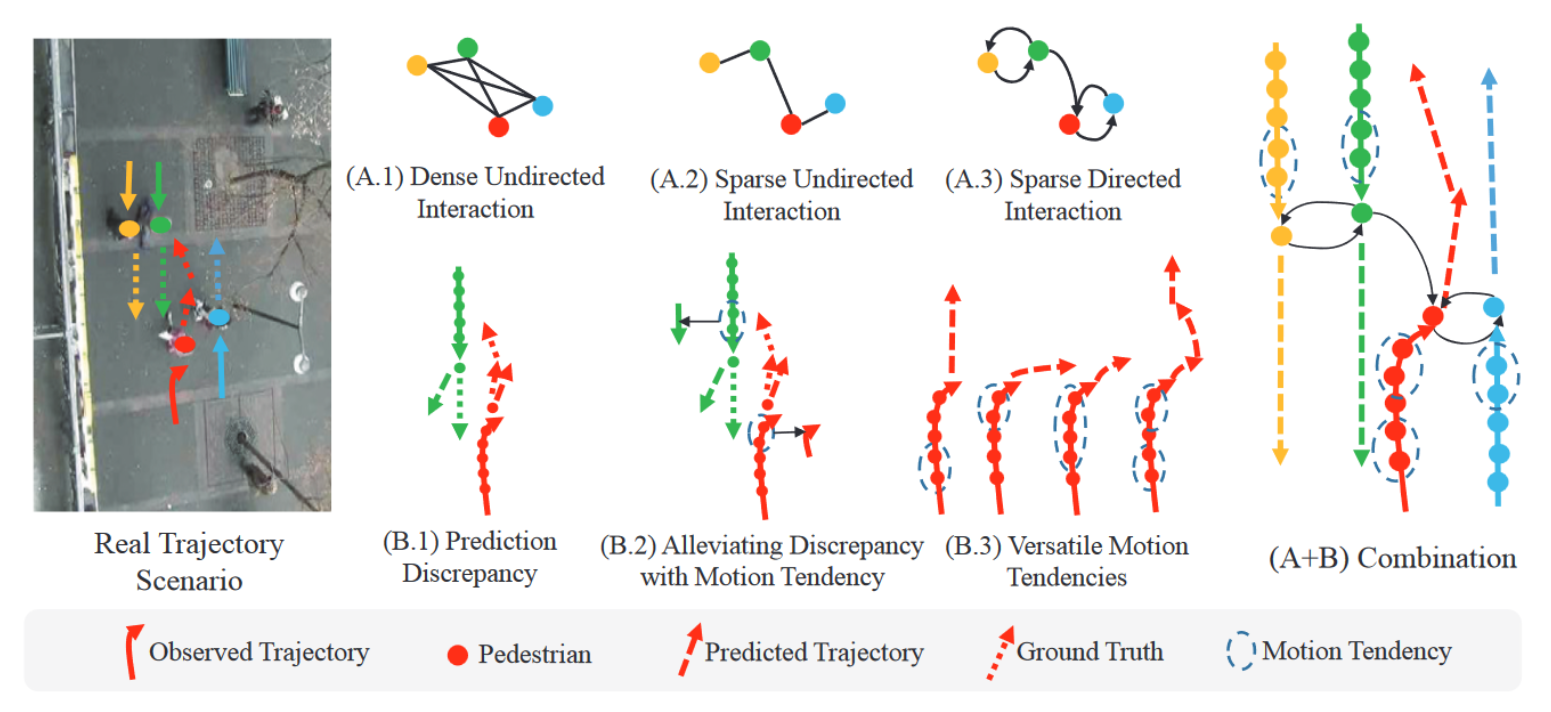 (A.1) Dense Undirected
Interaction
(A.2) Sparse Undirected
Interaction
(A.3) Sparse Directed
Interaction
Real Trajectory
Scenario
(B.1) Prediction
Discrepancy
(B.2) Alleviating Discrepancy
with Motion Tendency
(B.3) Versatile Motion
Tendencies
(A+B) Combination
Observed Trajectory
Pedestrian
Predicted Trajectory
Ground Truth
Motion Tendency